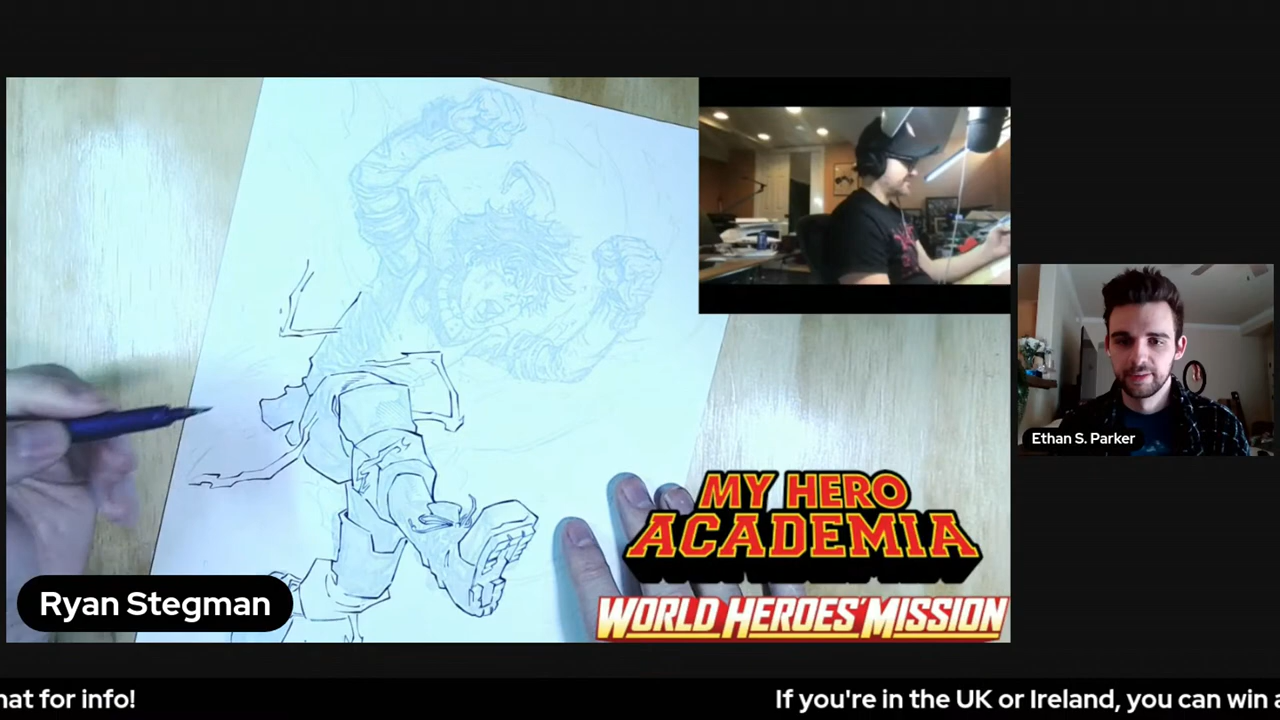 Ethan S. Parker
MY HERO
ACADEMIA
Ryan Stegman
WORLD HEROES' MISSION
hat for info!
If you're in the UK or Ireland, you can win a